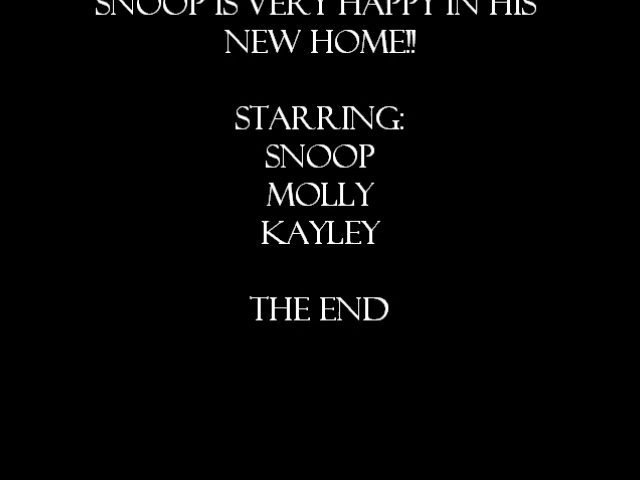 SNOOP IS VERY HAPPY IN HIS
NEW HOME!!
STARRING:
SNOOP
MOLLY
KAYLEY
THE END